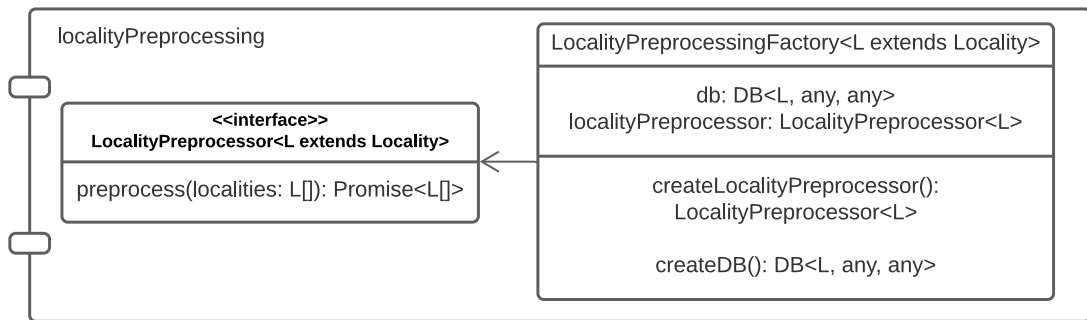 localityPreprocessing
<<interface>>
LocalityPreprocessor<L extends Locality>
preprocess(localities: L[]): Promise<L[]>
LocalityPreprocessingFactory<L extends Locality>
db: DB<L, any, any>
localityPreprocessor: LocalityPreprocessor<L>
createLocalityPreprocessor():
LocalityPreprocessor<L>
createDB(): DB<L, any, any>